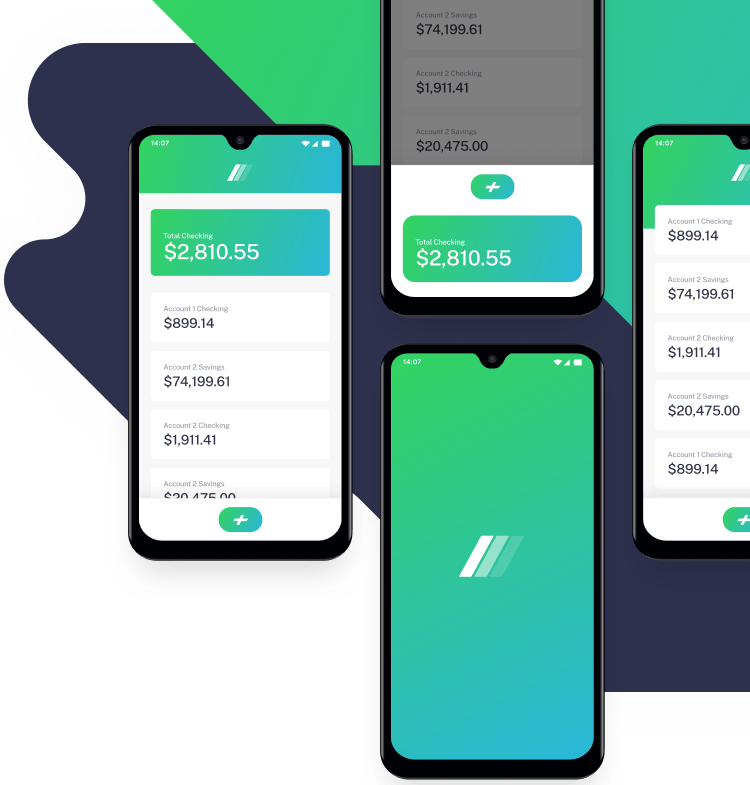 14:07
Total Checking
$2,810.55
Account 1 Checking
$899.14
Account 2 Savings
$74,199.61
Account 2 Checking
$1,911.41
Account 2 Savings
$20,475.00
Account 2 Savings
$74,199.61
Account 2 Checking
$1,911.41
Account 2 Savings
$20,475.00
Total Checking
$2,810.55
14:07
14:07
Account 1 Checking
$899.14
Account 2 Savings
$74,199.61
Account 2 Checking
$1,911.41
Account 2 Savings
$20,475.00
Account 1 Checking
$899.14